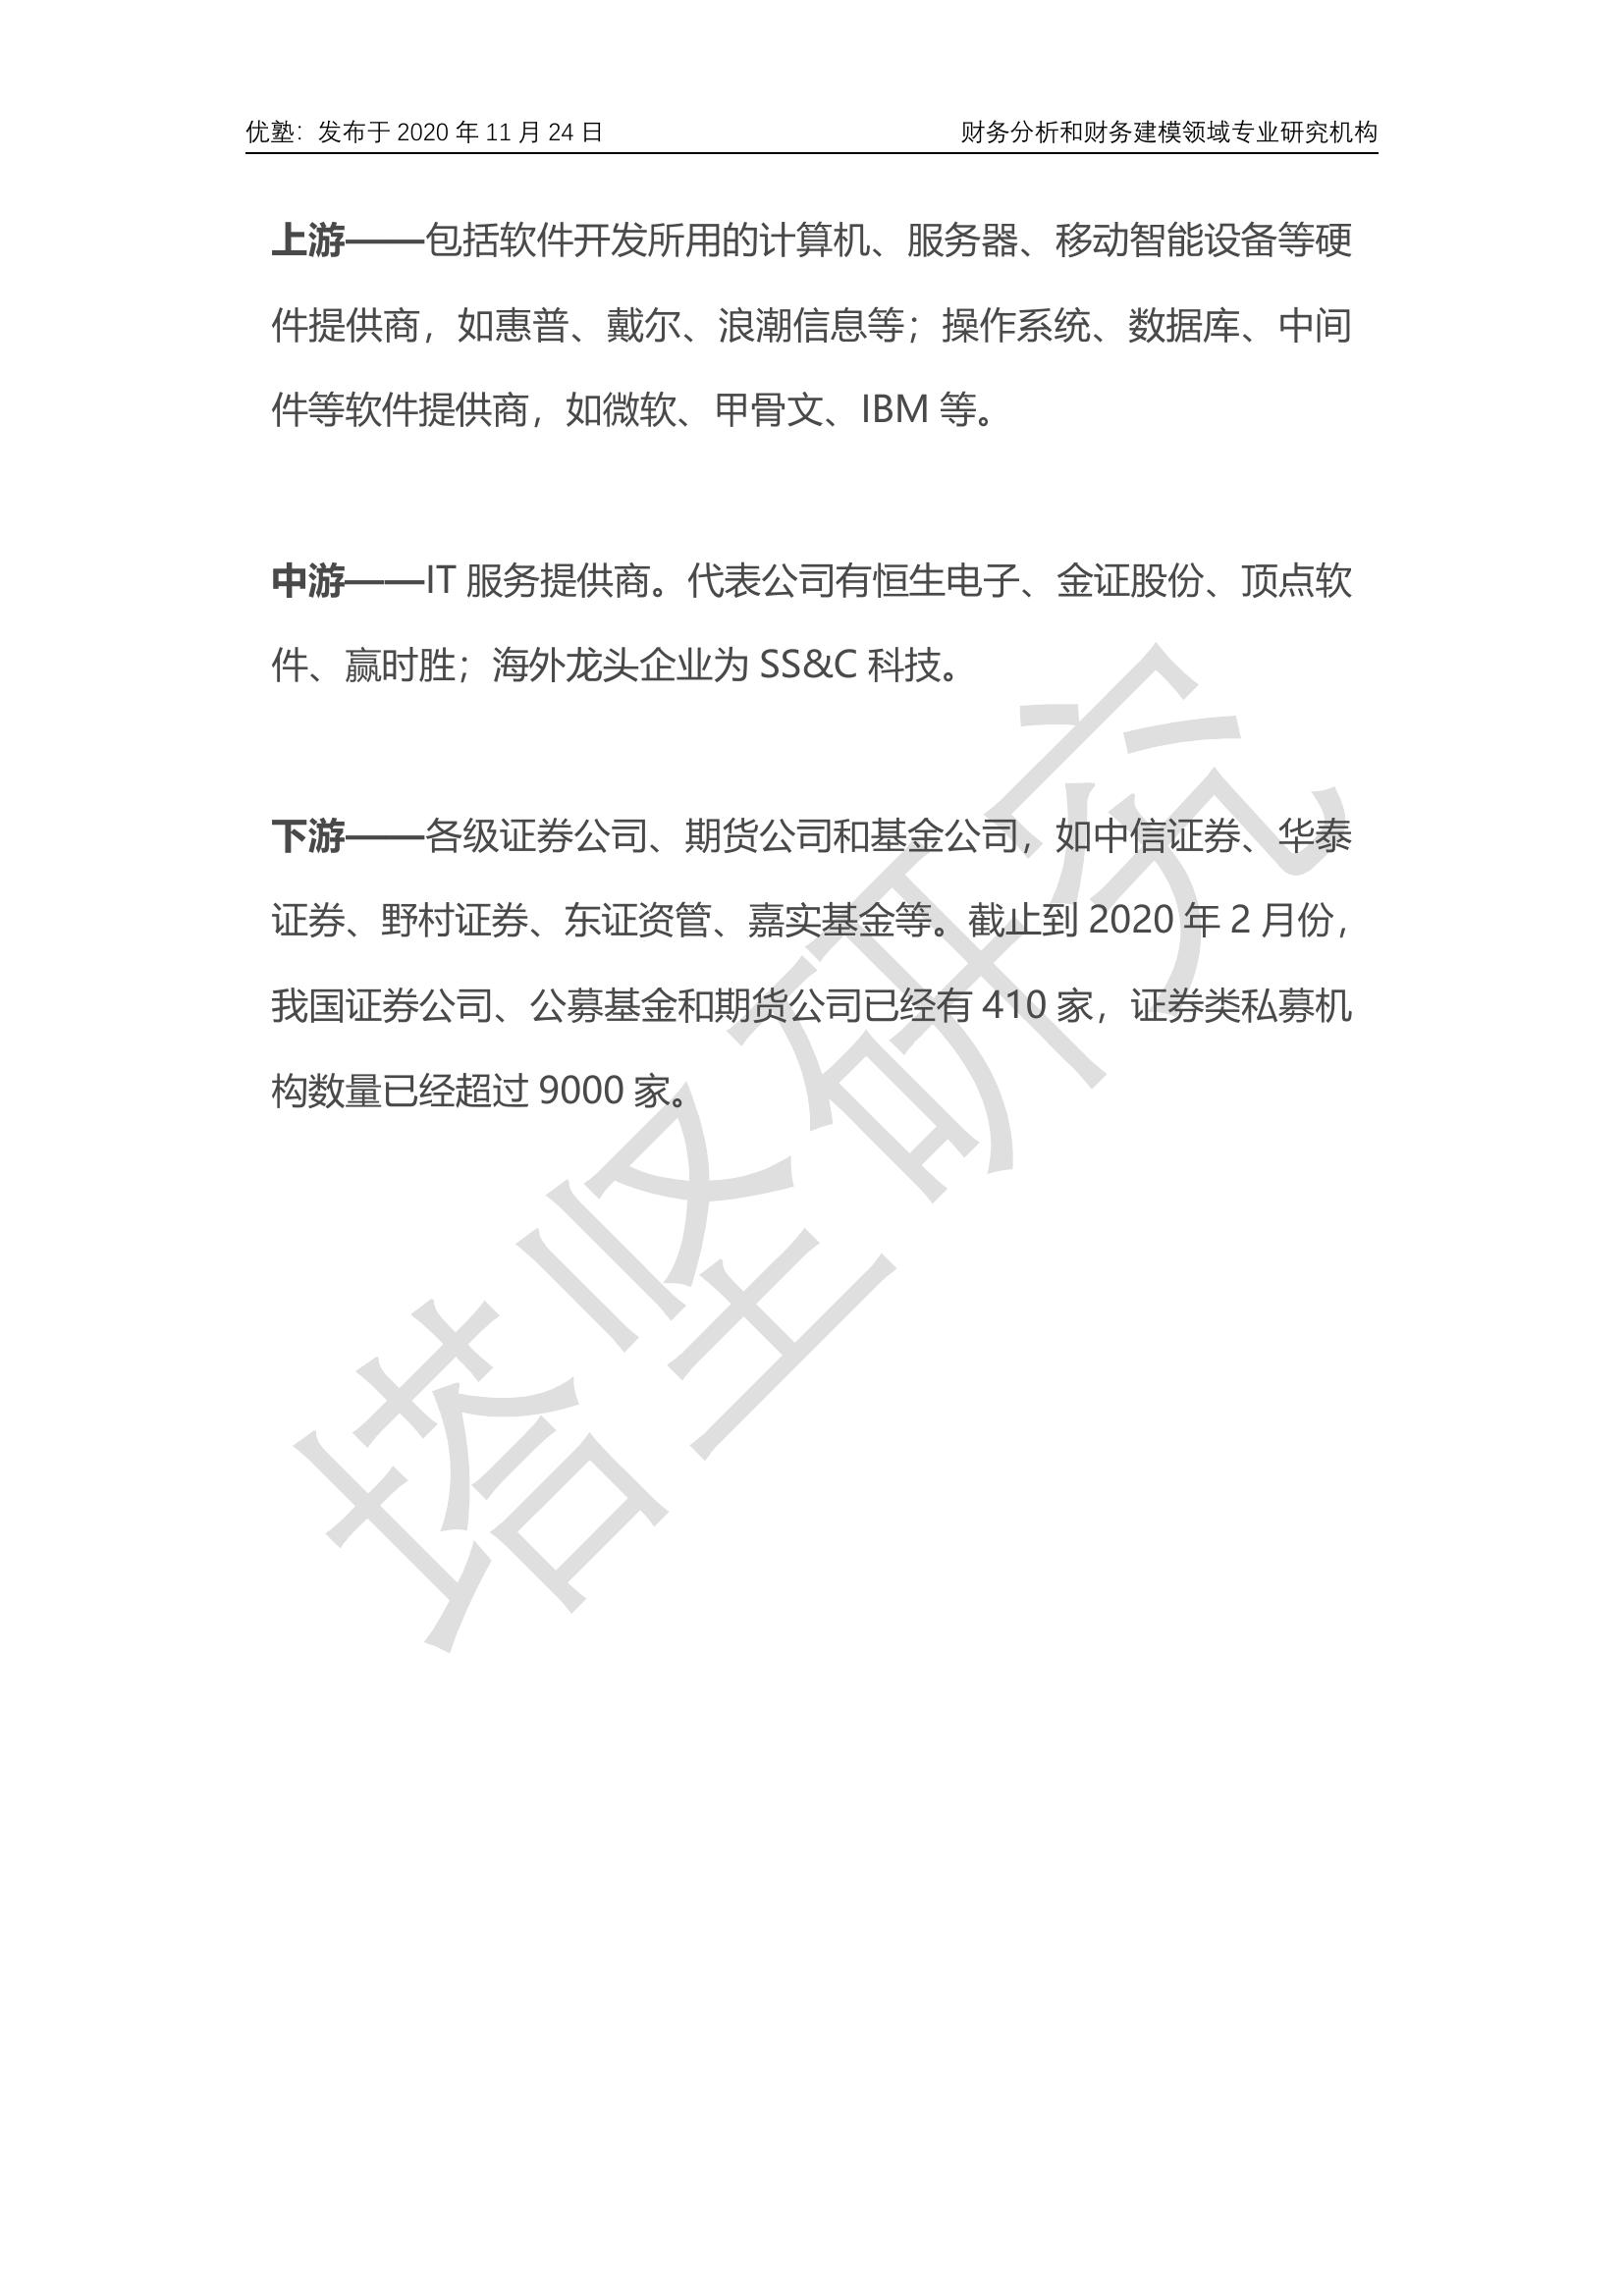 优塾：发布于 2020 年 11 月 24 日 财务分析和财务建模领域专业研究机构
上游——包括软件开发所用的计算机、服务器、移动智能设备等硬
件提供商，如惠普、戴尔、浪潮信息等；操作系统、数据库、中间
件等软件提供商，如微软、甲骨文、IBM 等。
中游——IT 服务提供商。代表公司有恒生电子、金证股份、顶点软
件、赢时胜；海外龙头企业为 SS&C 科技。
下游——各级证券公司、期货公司和基金公司，如中信证券、华泰
证券、野村证券、东证资管、嘉实基金等。截止到 2020 年 2 月份，
我国证券公司、公募基金和期货公司已经有 410 家，证券类私募机
构数量已经超过 9000 家。
塔坚研究